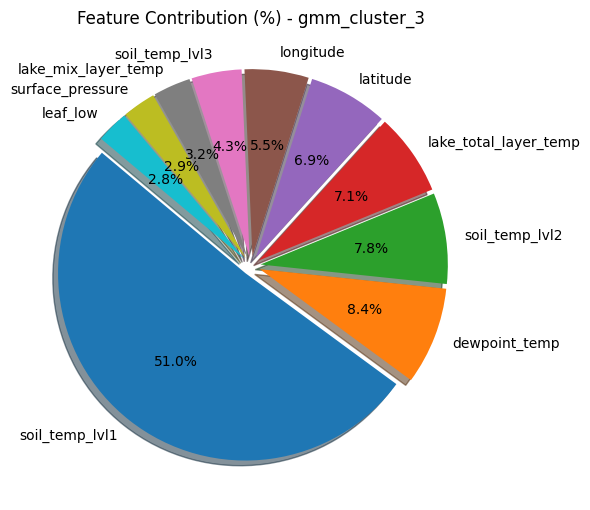 Feature Contribution (%) - gmm_cluster_3
longitude
soil_temp_lvl3
lake_mix_layer_temp
latitude
surface_pressure
leaf_low
lake_total_layer_temp
4.3%
5.5%
3.2%
6.9%
2.9%
2.8%
7.1%
soil_temp_lvl2
7.8%
8.4%
dewpoint_temp
51.0%
soil_temp_lvl1